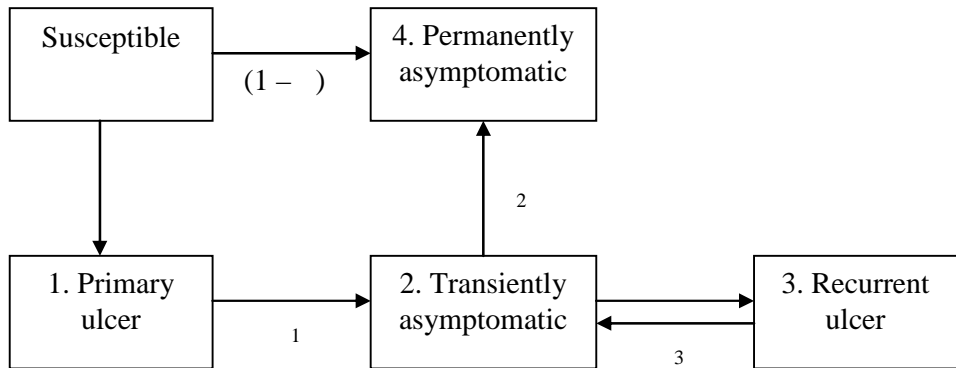 Susceptible
4. Permanently
asymptomatic
(1 –   )
2
1. Primary
ulcer
1
2. Transiently
asymptomatic
3. Recurrent
ulcer
3